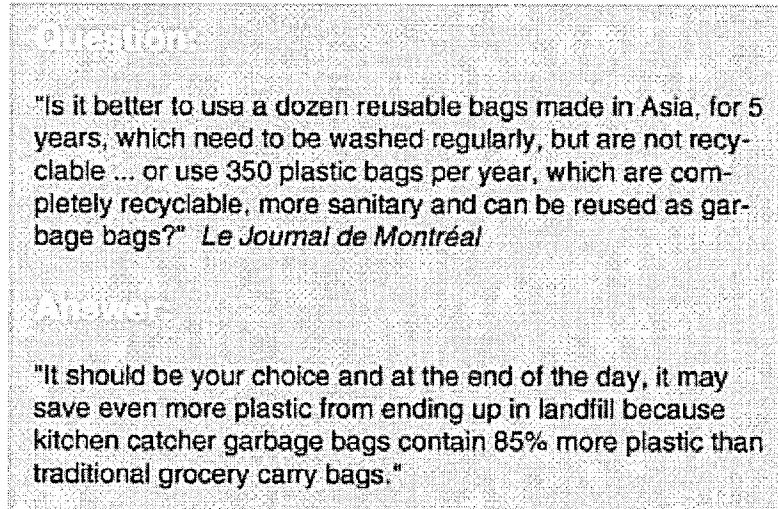 Question:
"Is it better to use a dozen reusable bags made in Asia, for 5
years, which need to be washed regularly, but are not recy-
clable ... or use 350 plastic bags per year, which are com-
pletely recyclable, more sanitary and can be reused as gar-
bage bags?" Le Journal de Montréal
Answer:
"It should be your choice and at the end of the day, it may
save even more plastic from ending up in landfill because
kitchen catcher garbage bags contain 85% more plastic than
traditional grocery carry bags."